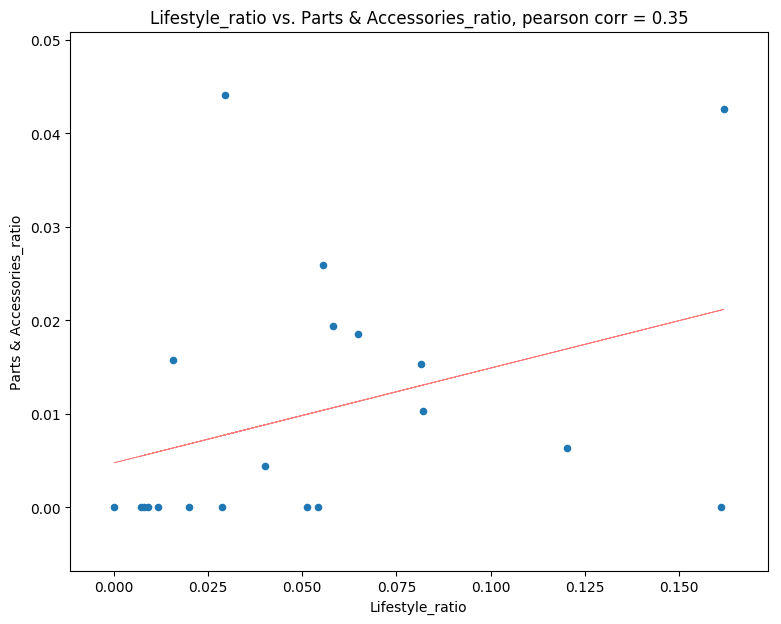 Lifestyle_ratio vs. Parts & Accessories_ratio, pearson corr = 0.35
0.05
0.04
0.03
0.02
0.01
0.00
Parts & Accessories_ratio
0.000 0.025 0.050 0.075 0.100 0.125 0.150
Lifestyle_ratio